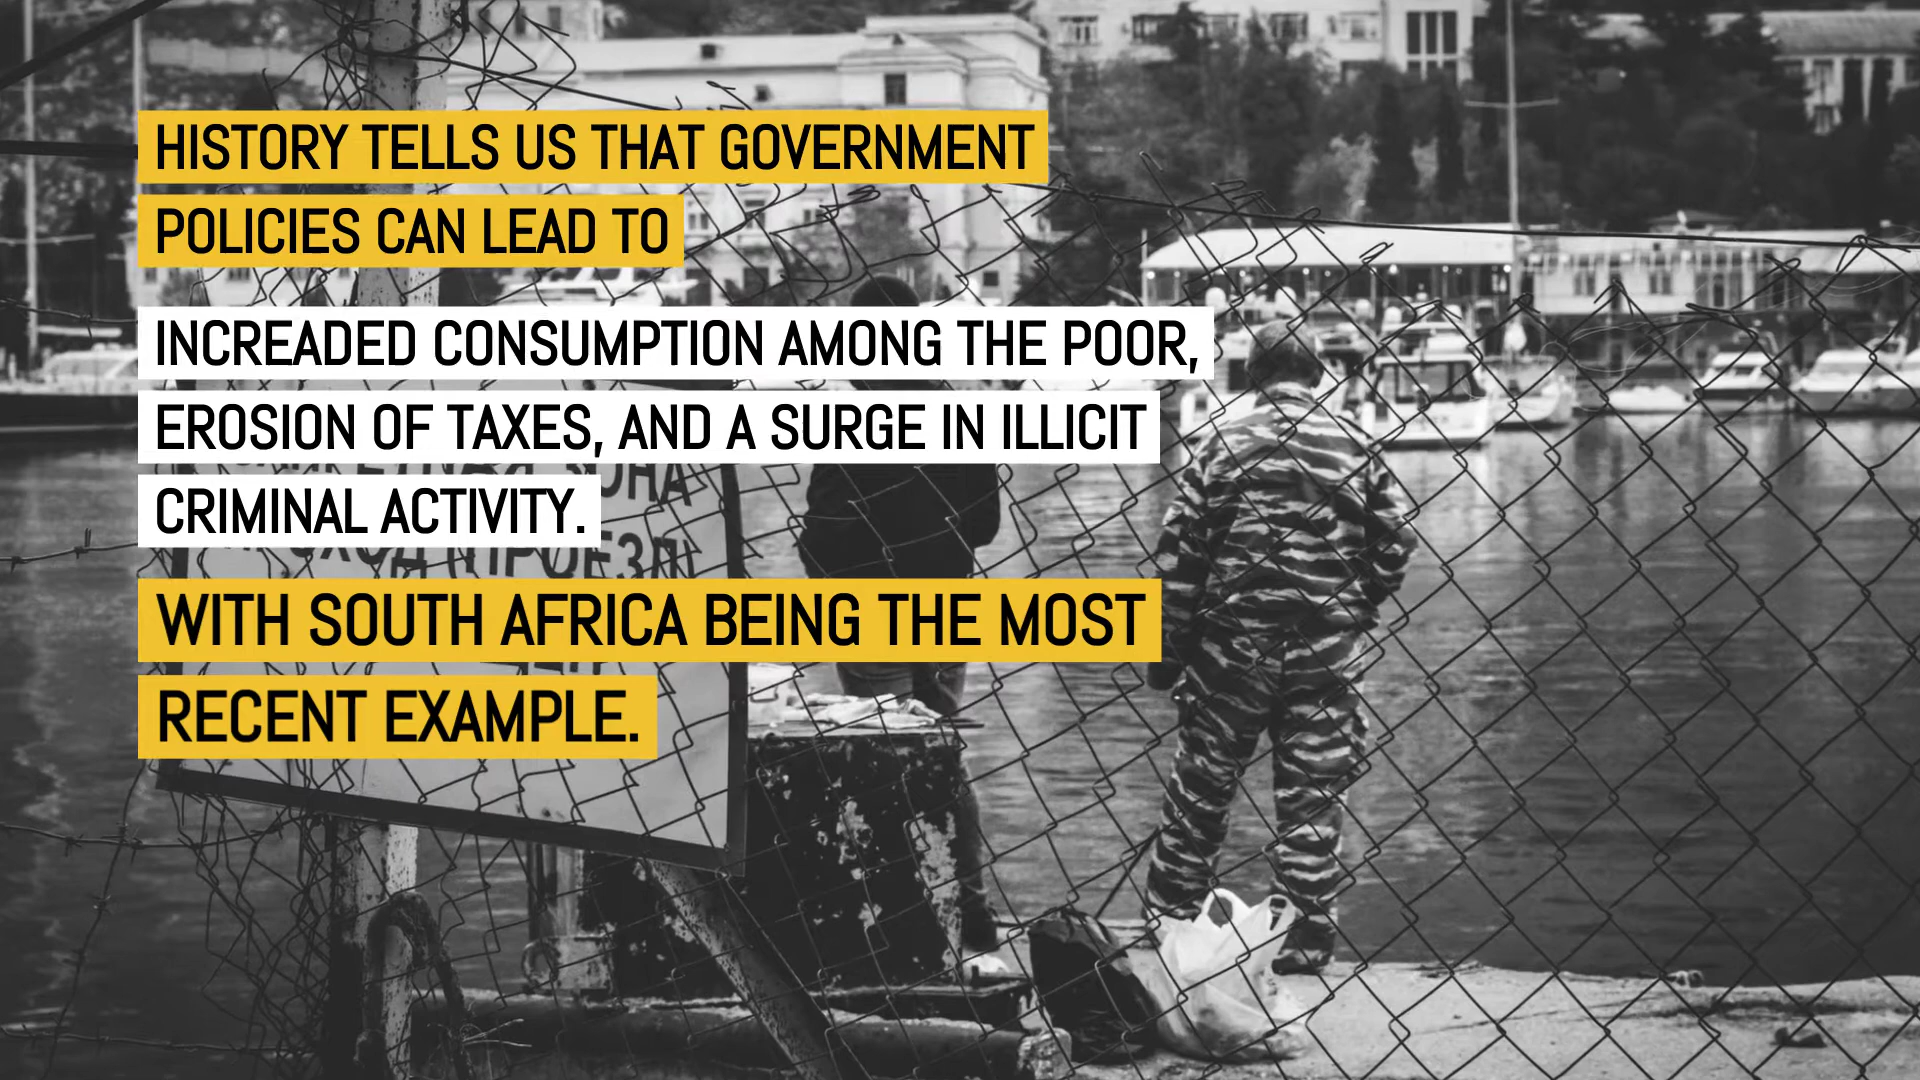 HISTORY TELLS US THAT GOVERNMENT
POLICIES CAN LEAD TO
INCREADED CONSUMPTION AMONG THE POOR,
EROSION OF TAXES, AND A SURGE IN ILLICIT
CRIMINAL ACTIVITY.
WITH SOUTH AFRICA BEING THE MOST
RECENT EXAMPLE.